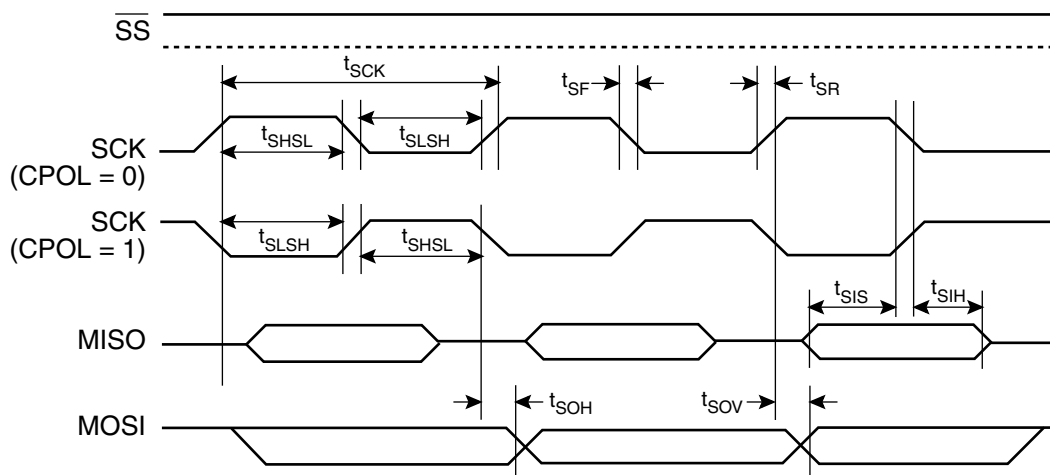 SS
tSCK
tSF
tSR
SCK
(CPOL = 0)
tSHSL
tSLSH
SCK
(CPOL = 1)
tSLSH
tSHSL
tSIS
tSIH
MISO
tSOH
tSOV
MOSI